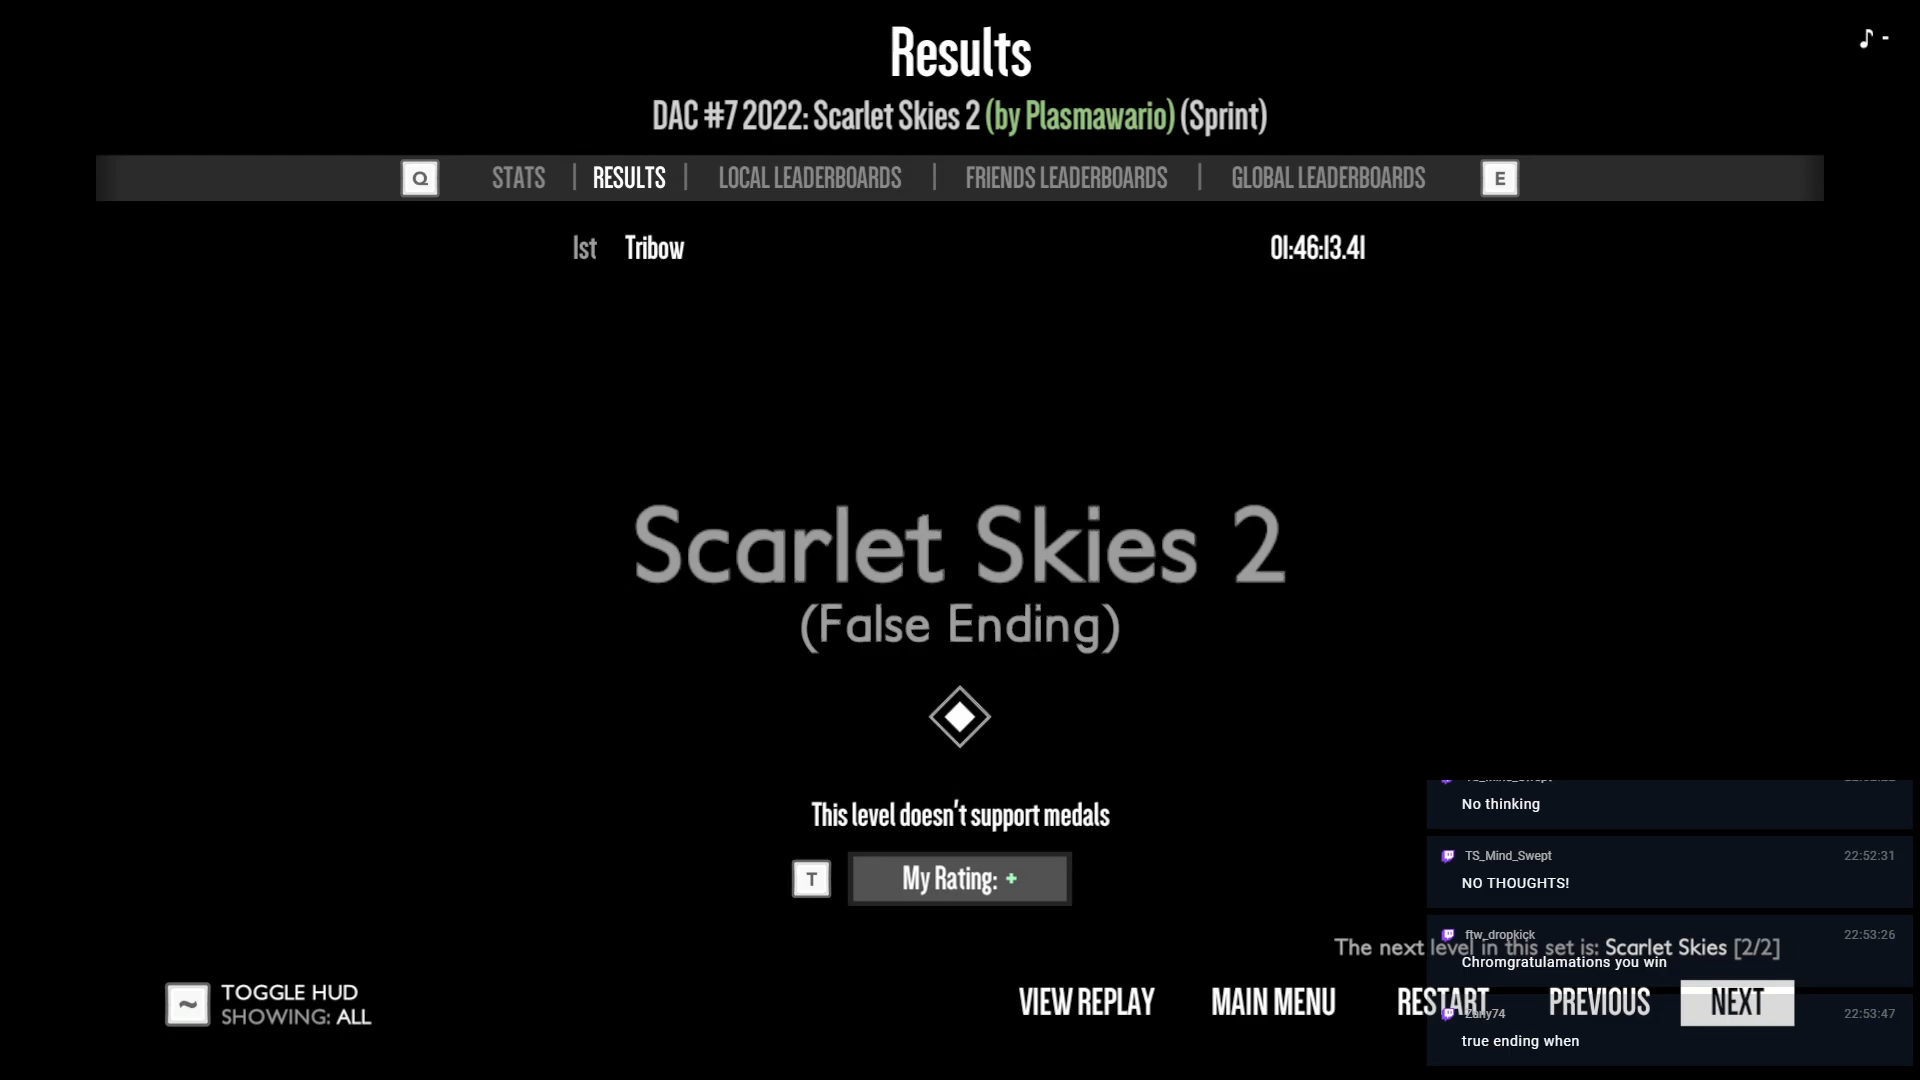 Results
♪ -
DAC #7 2022: Scarlet Skies 2 (by Plasmawario) (Sprint)
Q STATS | RESULTS | LOCAL LEADERBOARDS | FRIENDS LEADERBOARDS | GLOBAL LEADERBOARDS E
1st Tribow 01:46:13.41
Scarlet Skies 2
(False Ending)
This level doesn't support medals
T My Rating: +
No thinking
TS_Mind_Swept 22:52:31
NO THOUGHTS!
ftw_dropkick 22:53:26
The next level in this set is: Scarlet Skies [2/2]
Chromgratulamations you win
~ TOGGLE HUD
SHOWING: ALL
VIEW REPLAY MAIN MENU RESTART PREVIOUS NEXT
Zany74 22:53:47
true ending when